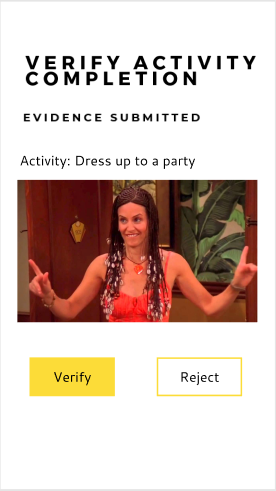 VERIFY ACTIVITY
COMPLETION
EVIDENCE SUBMITTED
Activity: Dress up to a party
Verify
Reject